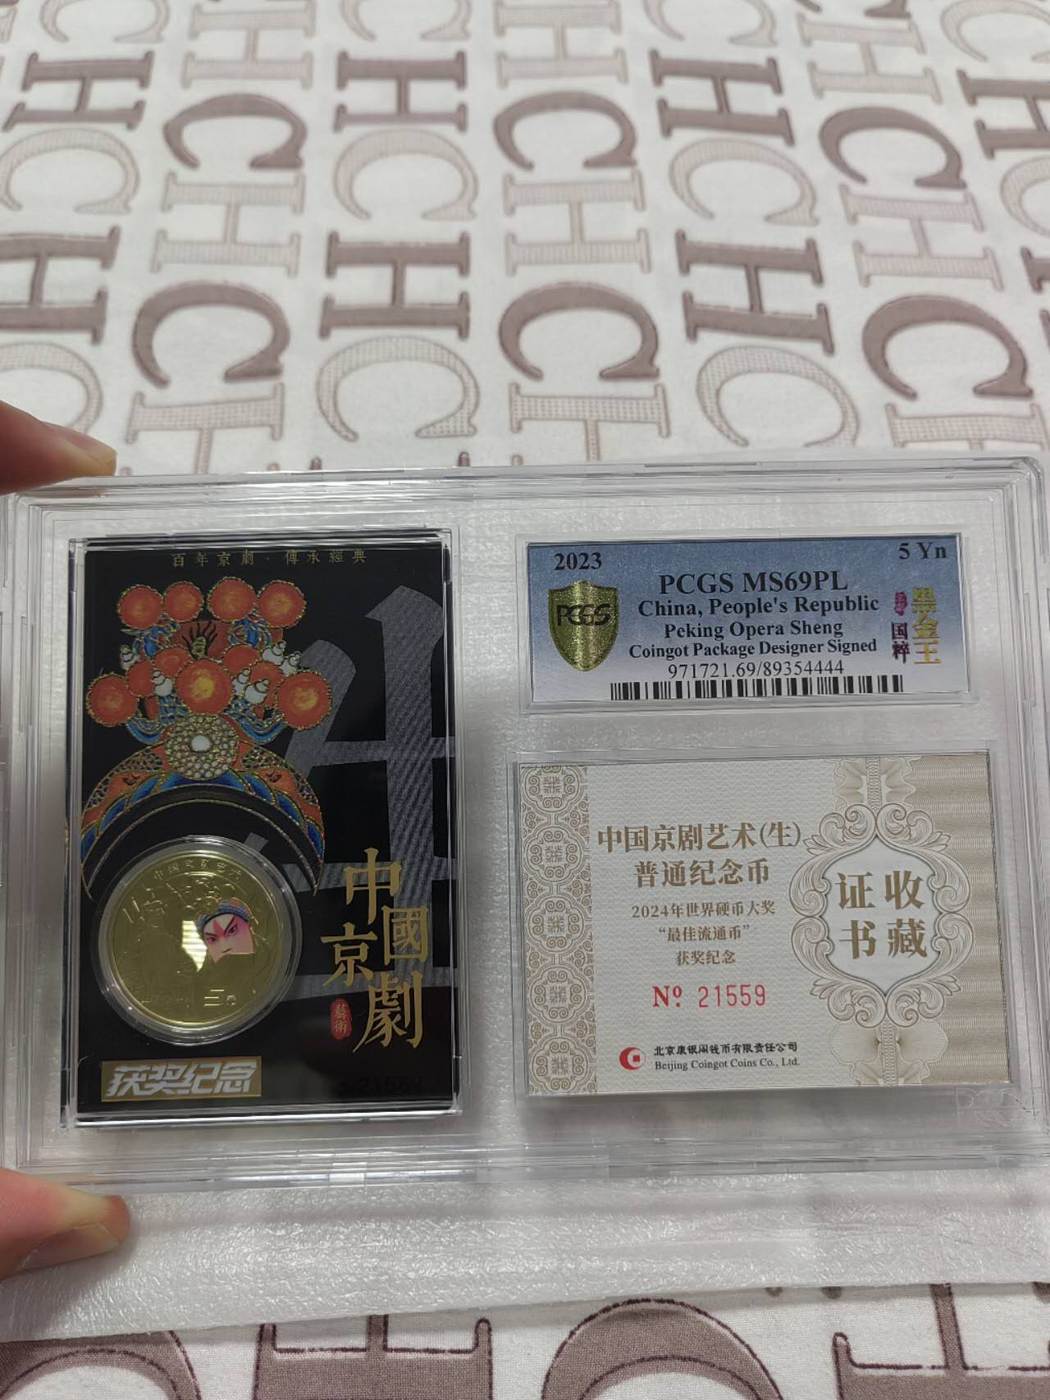 百年京劇·傳承經典
生
中國京劇
藝術
获奖纪念
2023
5 Yn
PCGS MS69PL
China, People's Republic
Peking Opera Sheng
Coingot Package Designer Signed
971721.69/89354444
PCGS
国粹
黑金王
中国京剧艺术(生)
普通纪念币
2024年世界硬币大奖
“最佳流通币”
获奖纪念
No. 21559
收藏
证书
北京康银阁钱币有限责任公司
Beijing Coingot Coins Co., Ltd.
CHCHCHC